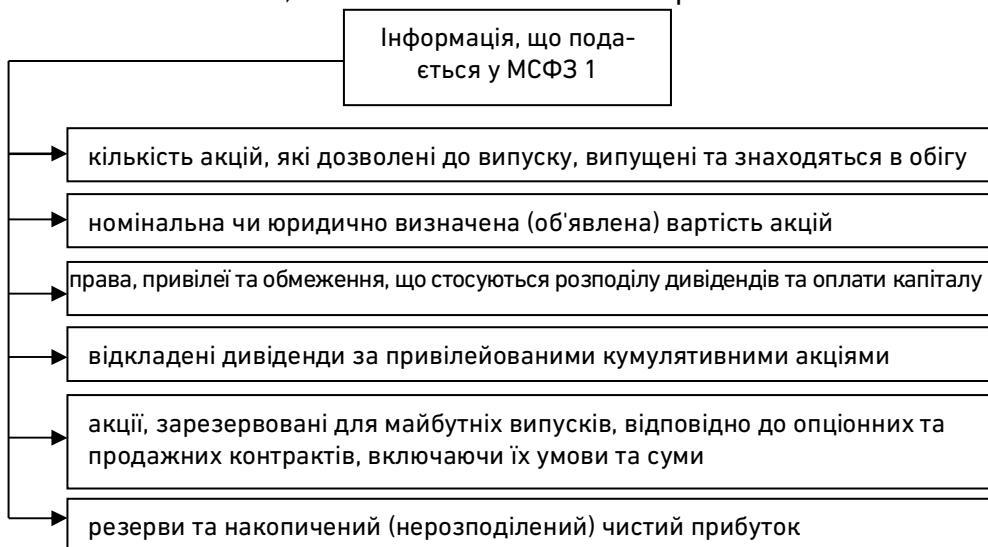 Інформація, що пода-
ється у МСФЗ 1
кількість акцій, які дозволені до випуску, випущені та знаходяться в обігу
номінальна чи юридично визначена (об'явлена) вартість акцій
права, привілеї та обмеження, що стосуються розподілу дивідендів та оплати капіталу
відкладені дивіденди за привілейованими кумулятивними акціями
акції, зарезервовані для майбутніх випусків, відповідно до опціонних та
продажних контрактів, включаючи їх умови та суми
резерви та накопичений (нерозподілений) чистий прибуток